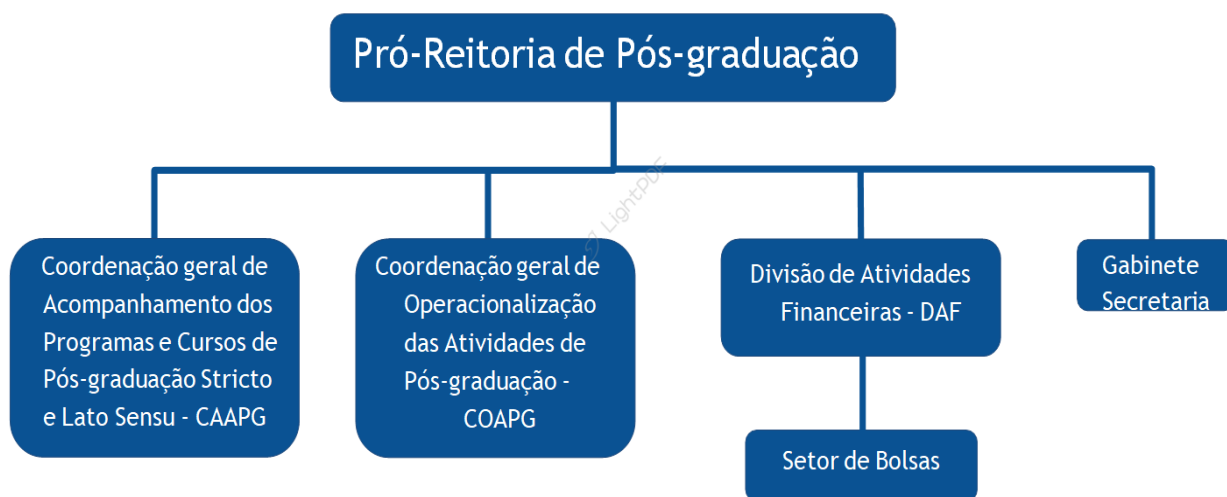 Pró-Reitoria de Pós-graduação
LightPDF
Coordenação geral de
Acompanhamento dos
Programas e Cursos de
Pós-graduação Stricto
e Lato Sensu - CAAPG
Coordenação geral de
Operacionalização
das Atividades de
Pós-graduação -
COAPG
Divisão de Atividades
Financeiras - DAF
Gabinete
Secretaria
Setor de Bolsas